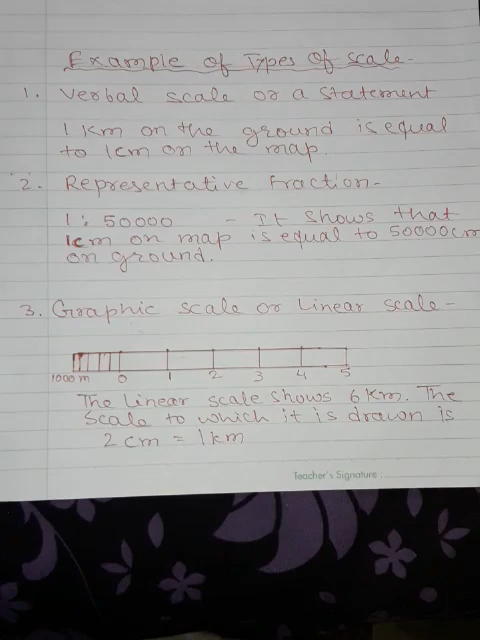 Example of Types of scale-
1. Verbal scale or a statement
1 Km on the ground is equal
to 1cm on the map.
2. Representative fraction-
1: 50000 - It shows that
1cm on map is equal to 50000cm
on ground.
3. Graphic scale or Linear scale-
1000 m 0 1 2 3 4 5
The linear scale shows 6 Km. The
scale to which it is drawn is
2 cm = 1km
Teacher's Signature :